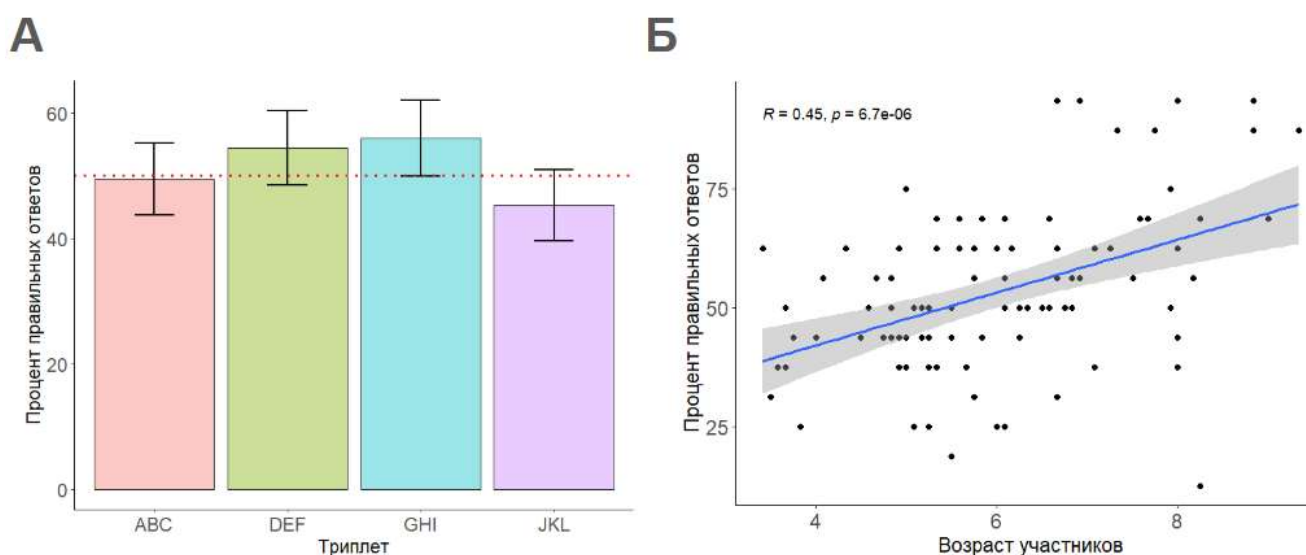 А
Процент правильных ответов
60
40
20
0
ABC
DEF
GHI
JKL
Триплет
Б
R = 0.45, p = 6.7e-06
Процент правильных ответов
75
50
25
4
6
8
Возраст участников